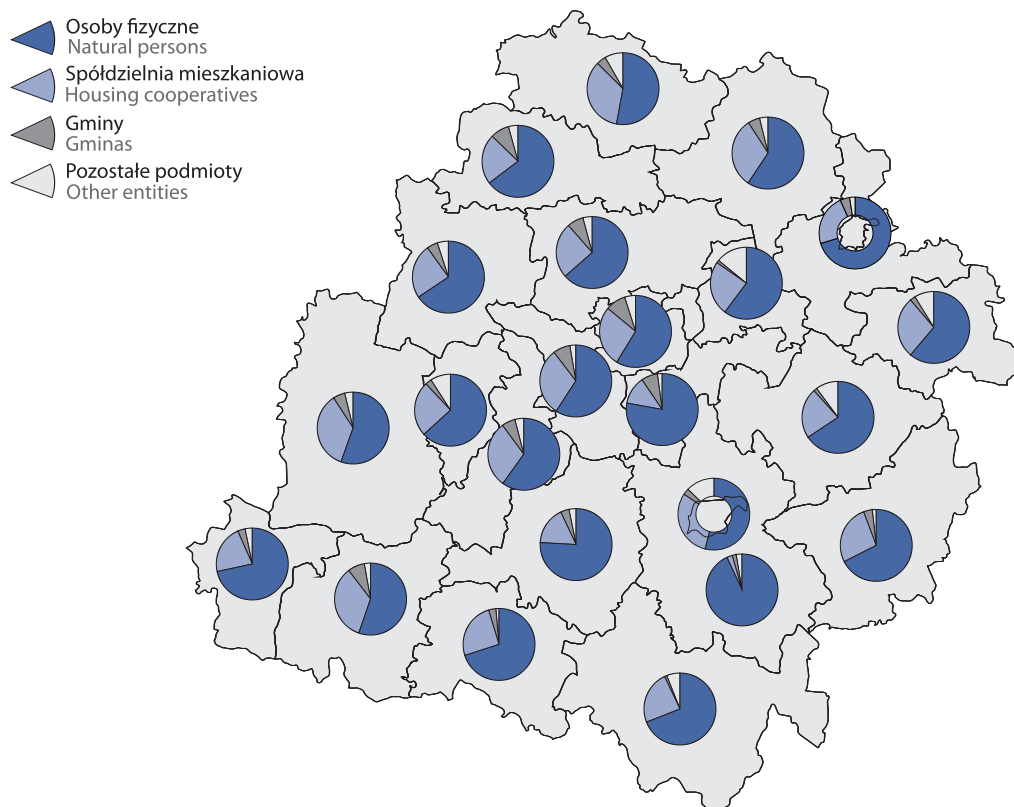 Osoby fizyczne
Natural persons
Spółdzielnia mieszkaniowa
Housing cooperatives
Gminy
Gminas
Pozostałe podmioty
Other entities